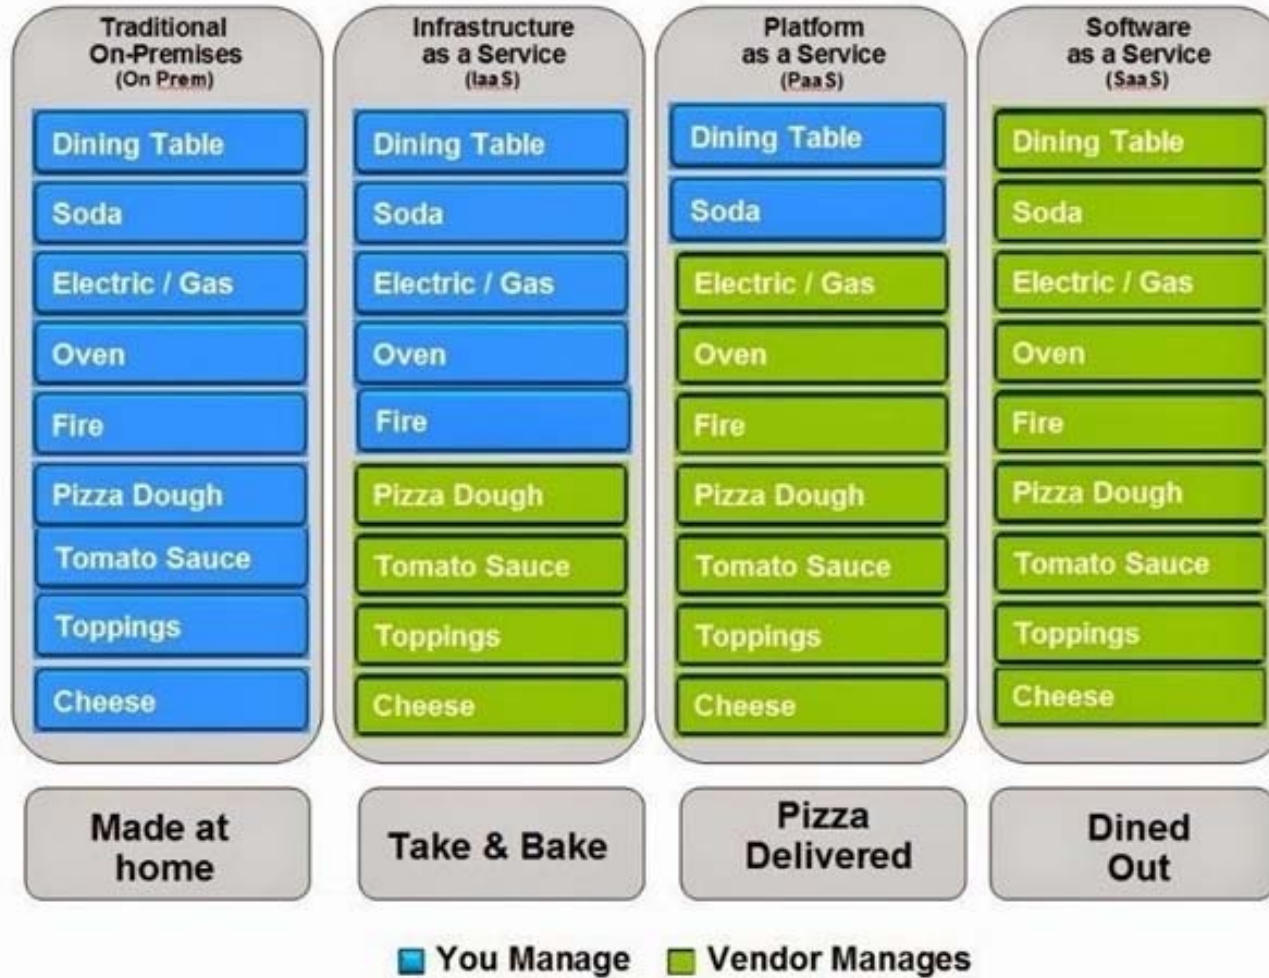 Traditional
On-Premises
(On Prem)
Dining Table
Soda
Electric / Gas
Oven
Fire
Pizza Dough
Tomato Sauce
Toppings
Cheese
Made at
home
Infrastructure
as a Service
(IaaS)
Dining Table
Soda
Electric / Gas
Oven
Fire
Pizza Dough
Tomato Sauce
Toppings
Cheese
Take & Bake
Platform
as a Service
(PaaS)
Dining Table
Soda
Electric / Gas
Oven
Fire
Pizza Dough
Tomato Sauce
Toppings
Cheese
Pizza
Delivered
Software
as a Service
(SaaS)
Dining Table
Soda
Electric / Gas
Oven
Fire
Pizza Dough
Tomato Sauce
Toppings
Cheese
Dined
Out
You Manage
Vendor Manages